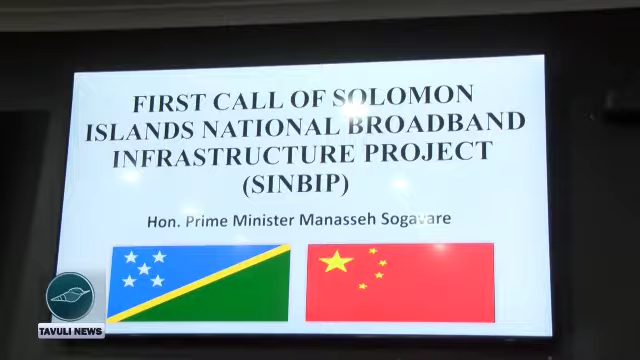 FIRST CALL OF SOLOMON
ISLANDS NATIONAL BROADBAND
INFRASTRUCTURE PROJECT
(SINBIP)
Hon. Prime Minister Manasseh Sogavare
TAVULI NEWS